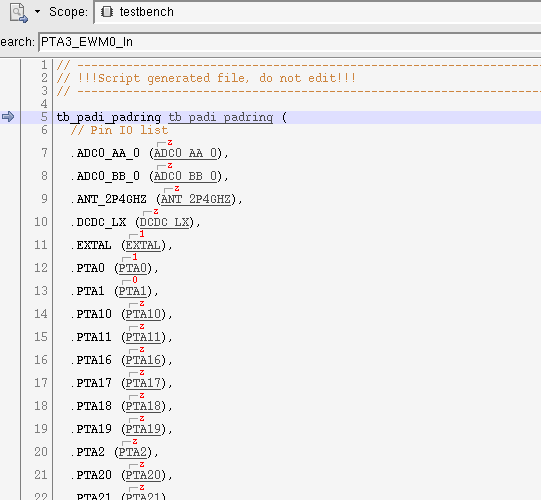 Scope: testbench
earch: PTA3_EWM0_In
1 // ----------------------------------------------------------------
2 // !!!Script generated file, do not edit!!!
3 // ----------------------------------------------------------------
4
5 tb_padi_padring tb_padi_padring (
6 // Pin IO list
z
7 .ADC0_AA_0 (ADC0_AA_0),
z
8 .ADC0_BB_0 (ADC0_BB_0),
z
9 .ANT_2P4GHZ (ANT_2P4GHZ),
z
10 .DCDC_LX (DCDC_LX),
1
11 .EXTAL (EXTAL),
1
12 .PTA0 (PTA0),
0
13 .PTA1 (PTA1),
z
14 .PTA10 (PTA10),
z
15 .PTA11 (PTA11),
z
16 .PTA16 (PTA16),
z
17 .PTA17 (PTA17),
z
18 .PTA18 (PTA18),
z
19 .PTA19 (PTA19),
z
20 .PTA2 (PTA2),
z
21 .PTA20 (PTA20),
z
22 .PTA21 (PTA21)